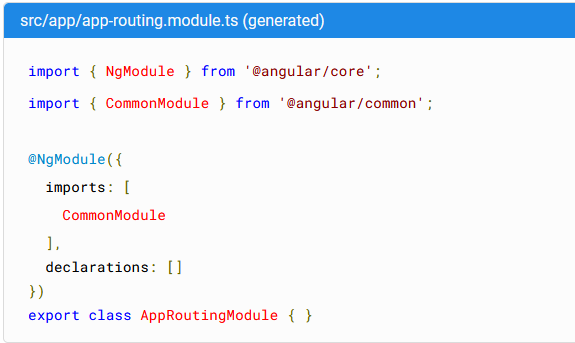 src/app/app-routing.module.ts (generated)
import { NgModule } from '@angular/core';
import { CommonModule } from '@angular/common';
@NgModule({
  imports: [
    CommonModule
  ],
  declarations: []
})
export class AppRoutingModule { }